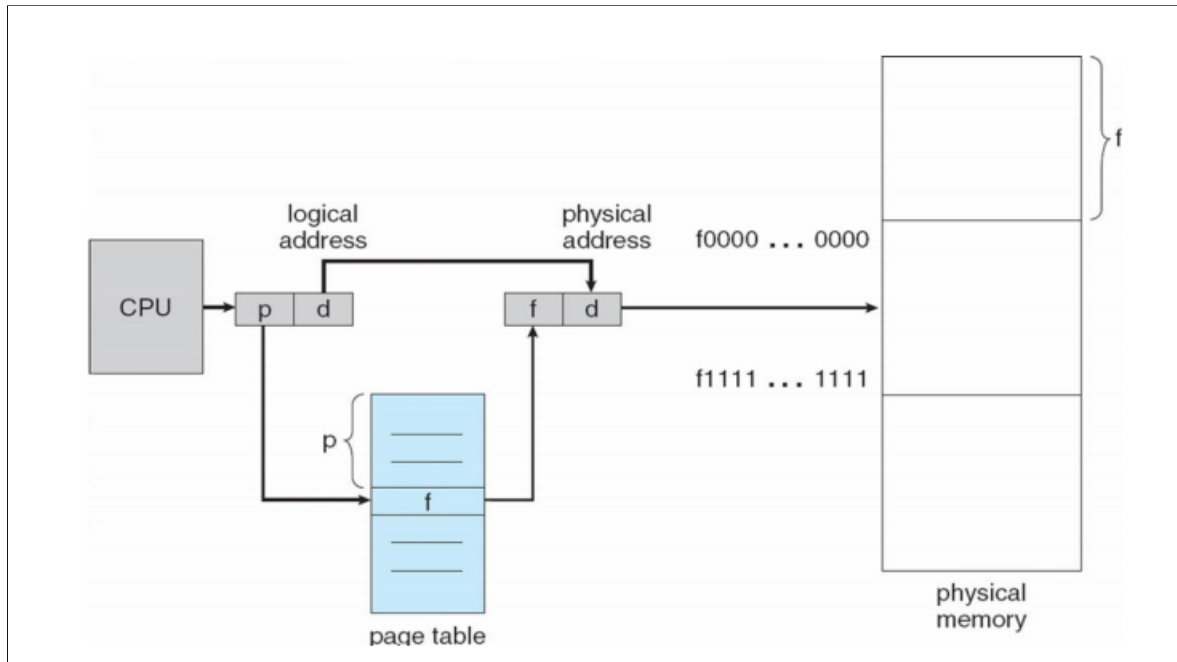 f
logical
address
physical
address
f0000 ... 0000
CPU
p
d
f
d
f1111 ... 1111
p
f
physical
memory
page table